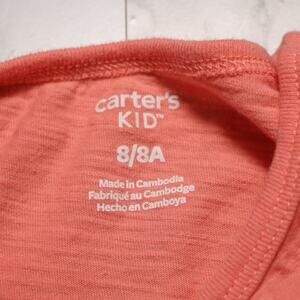 carter's
KID™
8/8A
Made in Cambodia
Fabriqué au Cambodge
Hecho en Camboya